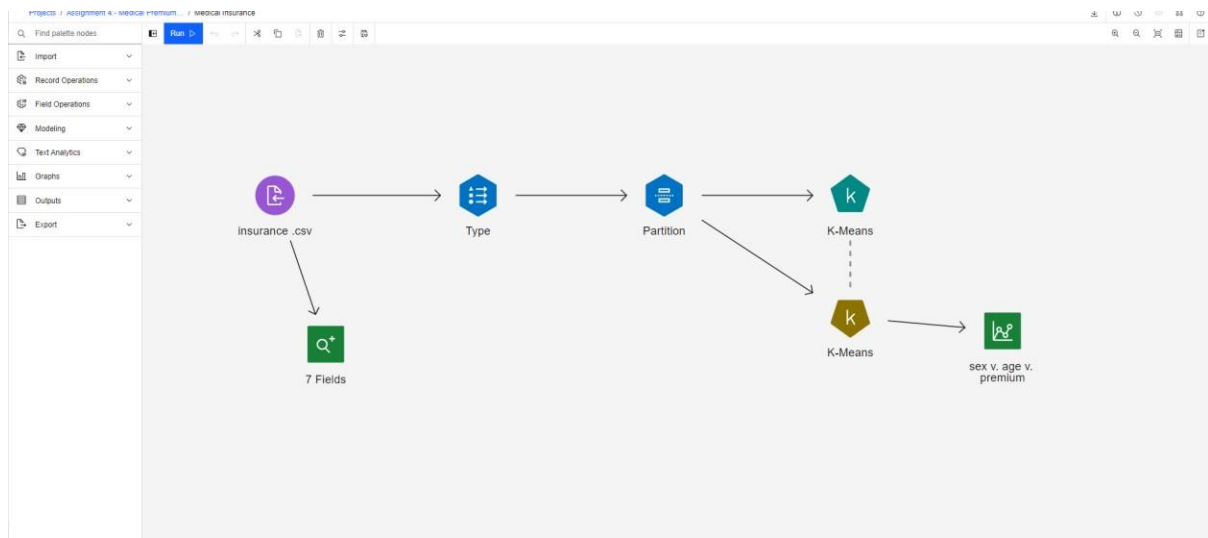 Projects / Assignment 4:- Medical Premium... / Medical Insurance
Find palette nodes
Run
Import
Record Operations
Field Operations
Modeling
Text Analytics
Graphs
Outputs
Export
insurance .csv
Type
Partition
K-Means
K-Means
7 Fields
sex v. age v.
premium